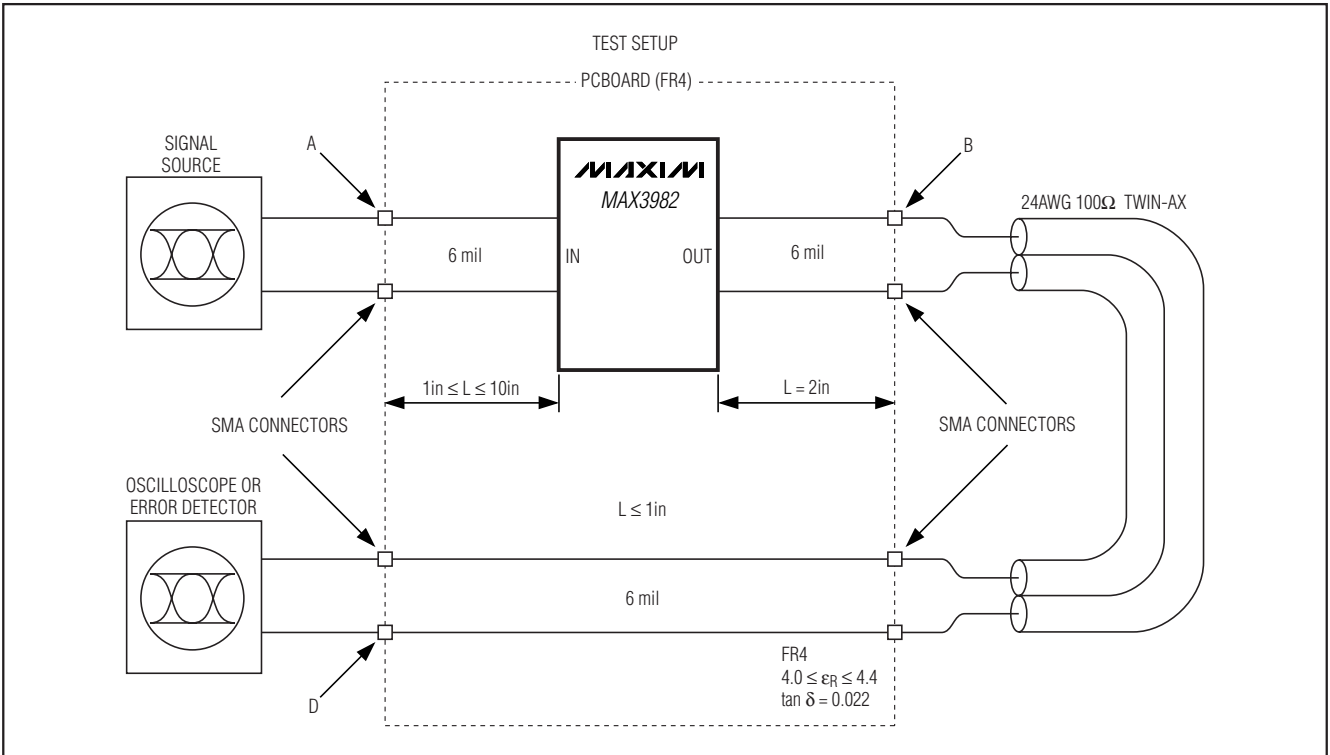 TEST SETUP
PCBOARD (FR4)
SIGNAL
SOURCE
A
B
MAXIM
MAX3982
24AWG 100Ω TWIN-AX
6 mil
IN
OUT
6 mil
1in ≤ L ≤ 10in
L = 2in
SMA CONNECTORS
SMA CONNECTORS
OSCILLOSCOPE OR
ERROR DETECTOR
L ≤ 1in
6 mil
FR4
4.0 ≤ εR ≤ 4.4
tan δ = 0.022
D